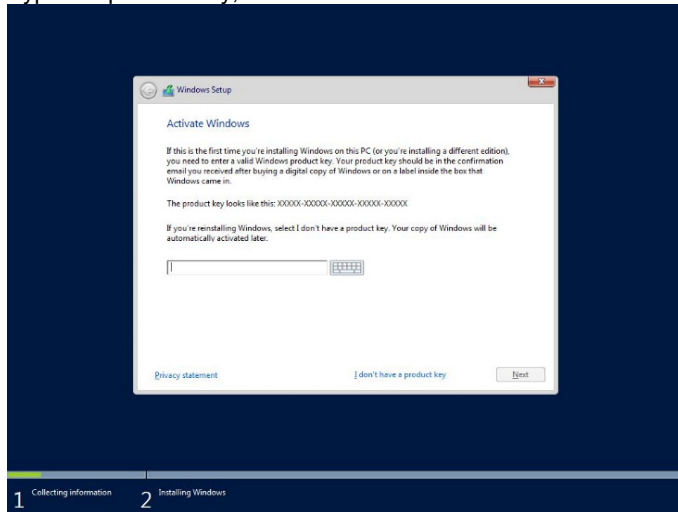 Windows Setup
Activate Windows
If this is the first time you're installing Windows on this PC (or you're installing a different edition),
you need to enter a valid Windows product key. Your product key should be in the confirmation
email you received after buying a digital copy of Windows or on a label inside the box that
Windows came in.
The product key looks like this: XXXXX-XXXXX-XXXXX-XXXXX-XXXXX
If you're reinstalling Windows, select I don't have a product key. Your copy of Windows will be
automatically activated later.
Privacy statement
I don't have a product key
Next
1 Collecting information
2 Installing Windows